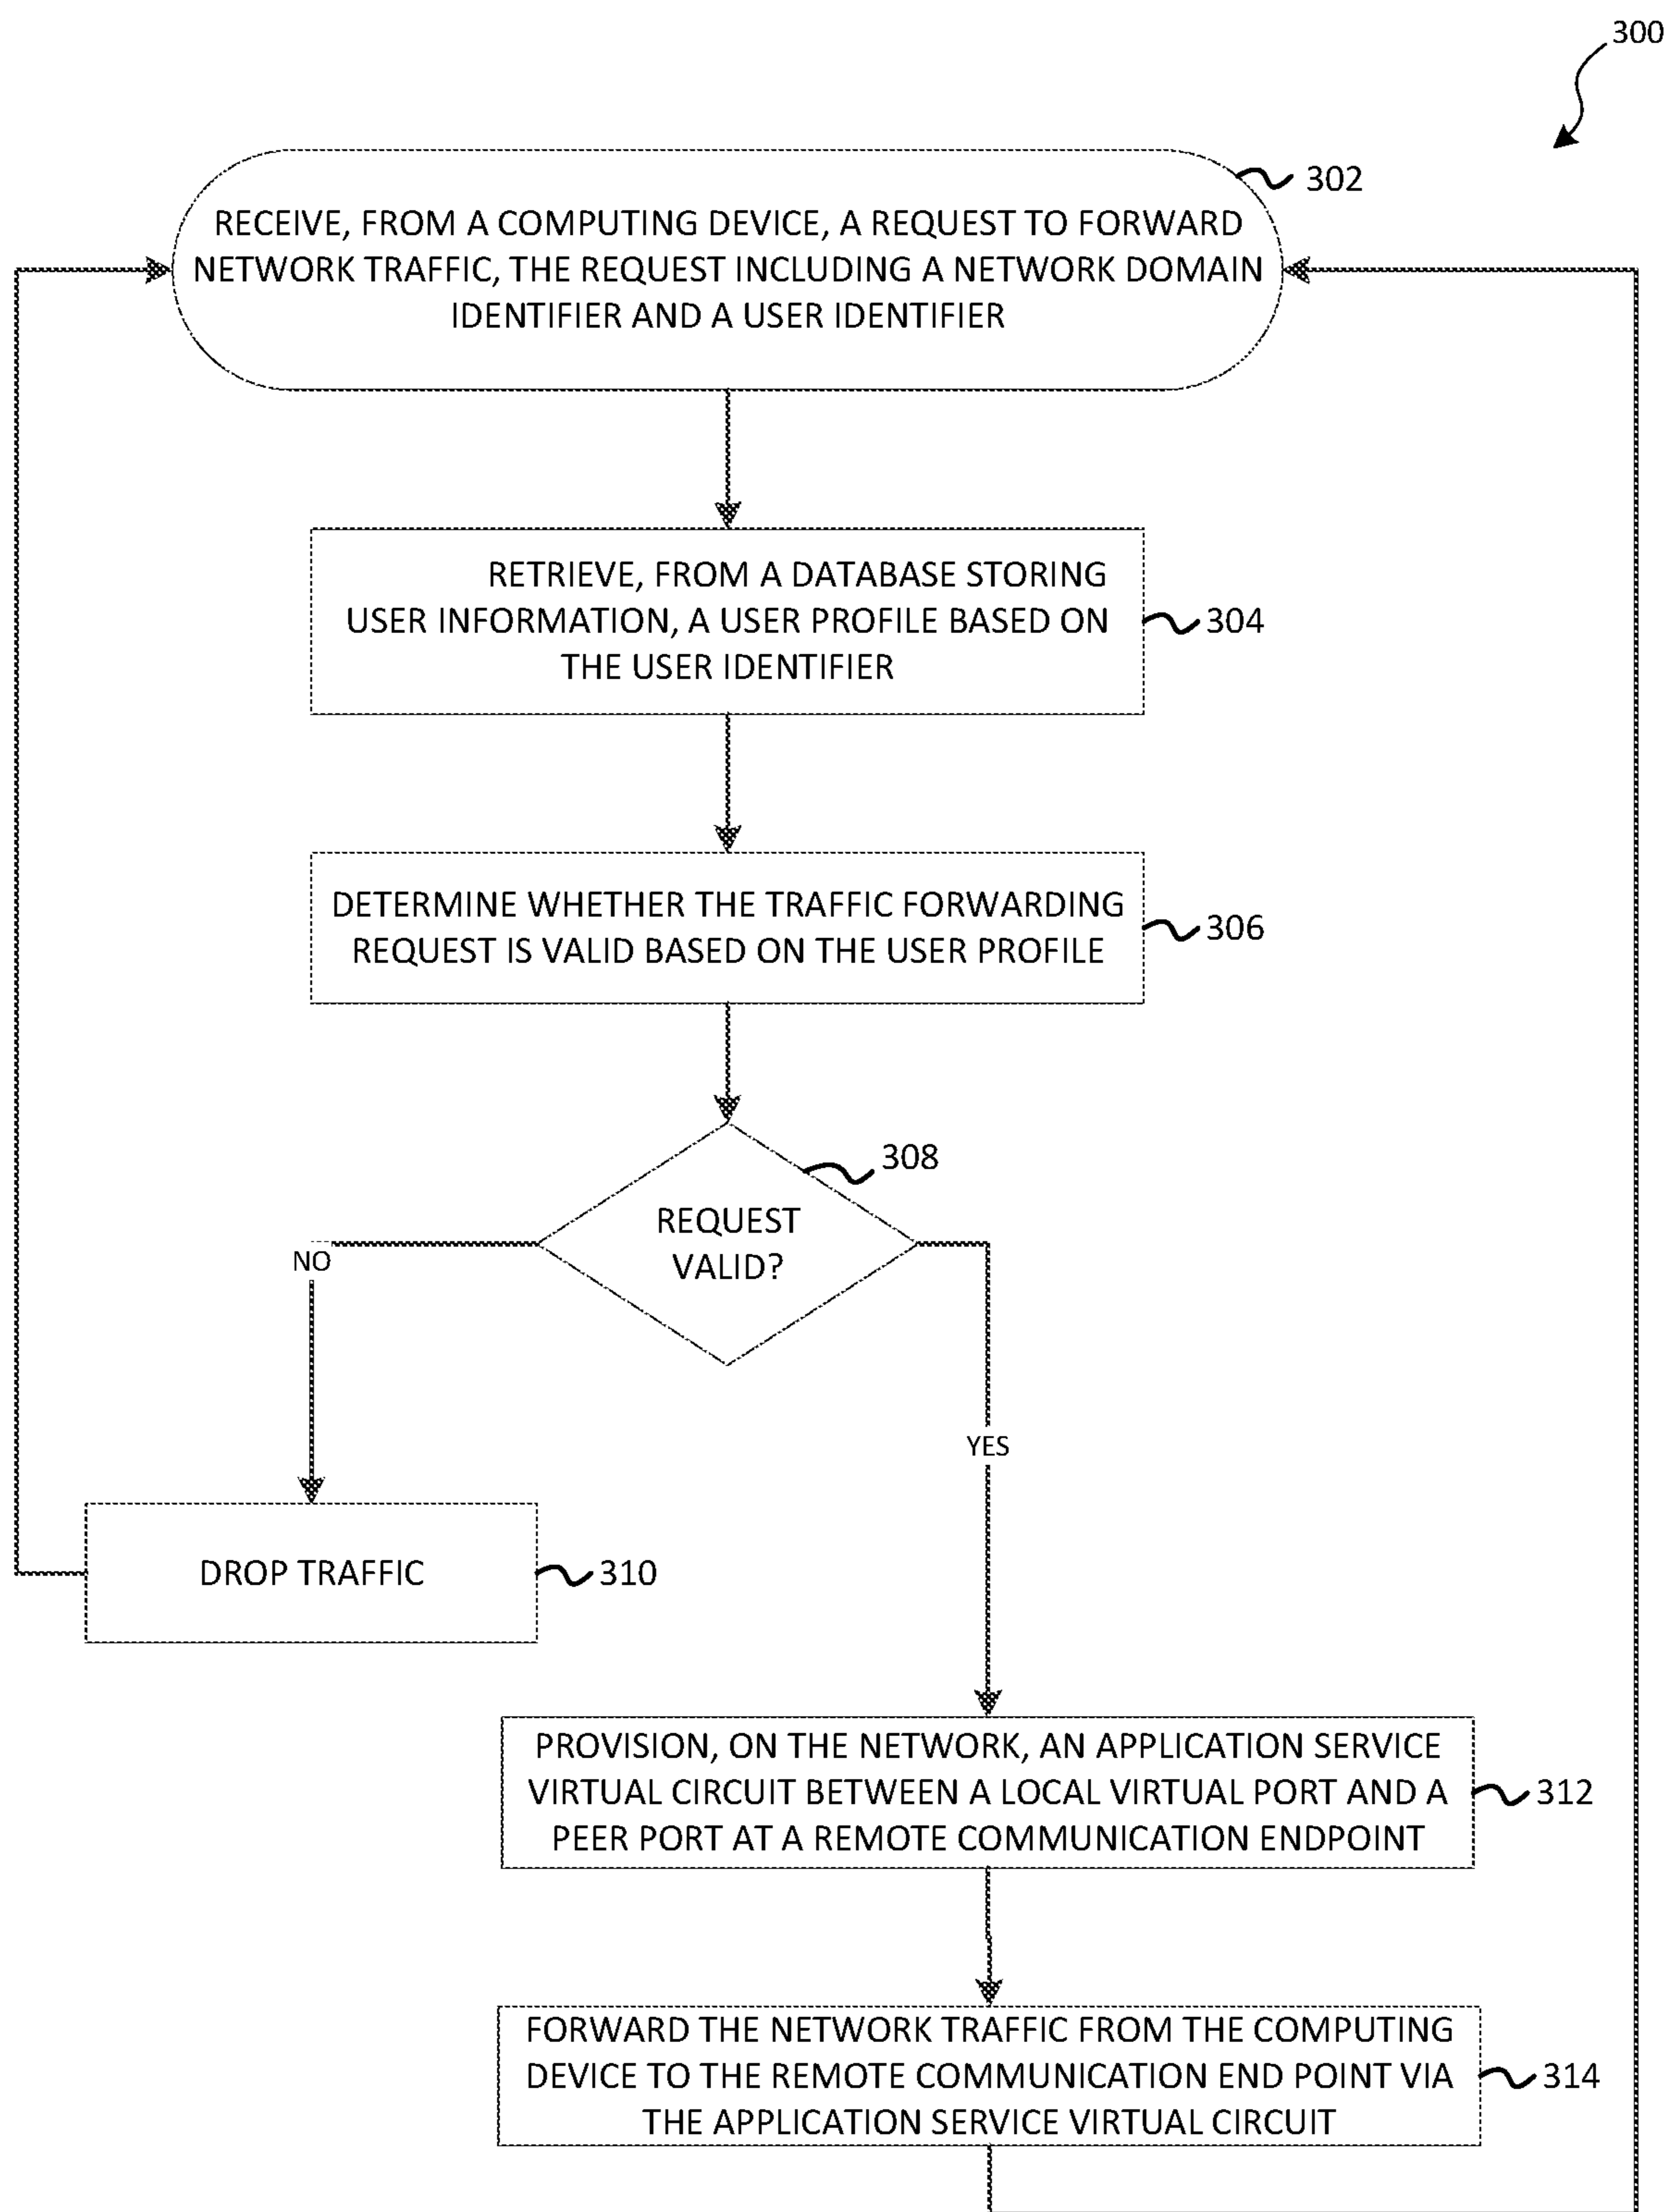 300
302
RECEIVE, FROM A COMPUTING DEVICE, A REQUEST TO FORWARD
NETWORK TRAFFIC, THE REQUEST INCLUDING A NETWORK DOMAIN
IDENTIFIER AND A USER IDENTIFIER
RETRIEVE, FROM A DATABASE STORING
USER INFORMATION, A USER PROFILE BASED ON
THE USER IDENTIFIER
304
DETERMINE WHETHER THE TRAFFIC FORWARDING
REQUEST IS VALID BASED ON THE USER PROFILE
306
308
REQUEST
VALID?
NO
YES
DROP TRAFFIC
310
PROVISION, ON THE NETWORK, AN APPLICATION SERVICE
VIRTUAL CIRCUIT BETWEEN A LOCAL VIRTUAL PORT AND A
PEER PORT AT A REMOTE COMMUNICATION ENDPOINT
312
FORWARD THE NETWORK TRAFFIC FROM THE COMPUTING
DEVICE TO THE REMOTE COMMUNICATION END POINT VIA
THE APPLICATION SERVICE VIRTUAL CIRCUIT
314